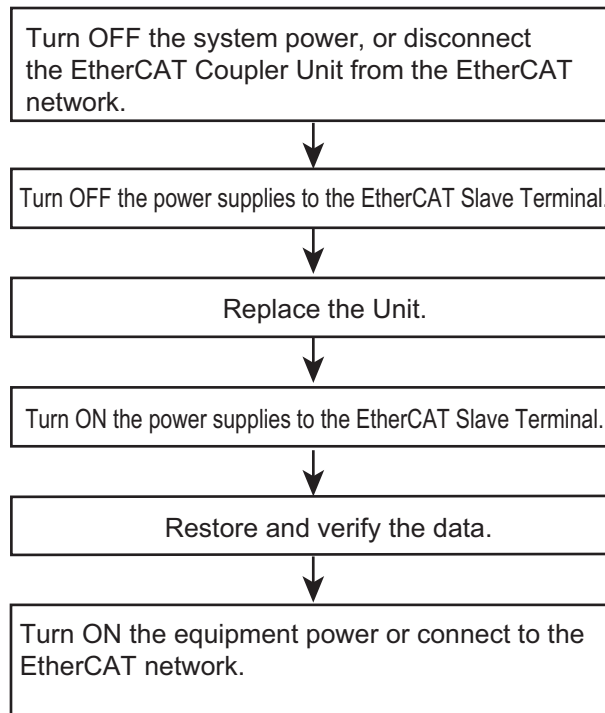 Turn OFF the system power, or disconnect
the EtherCAT Coupler Unit from the EtherCAT
network.
Turn OFF the power supplies to the EtherCAT Slave Terminal.
Replace the Unit.
Turn ON the power supplies to the EtherCAT Slave Terminal.
Restore and verify the data.
Turn ON the equipment power or connect to the
EtherCAT network.